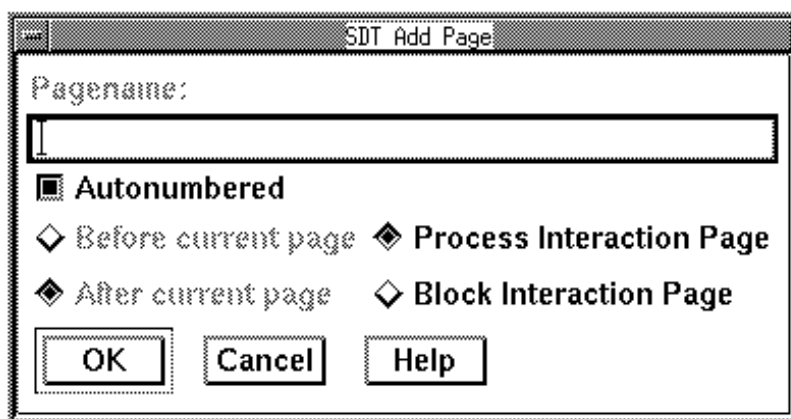 SDT Add Page
Pagename:
Autonumbered
Before current page Process Interaction Page
After current page Block Interaction Page
OK Cancel Help